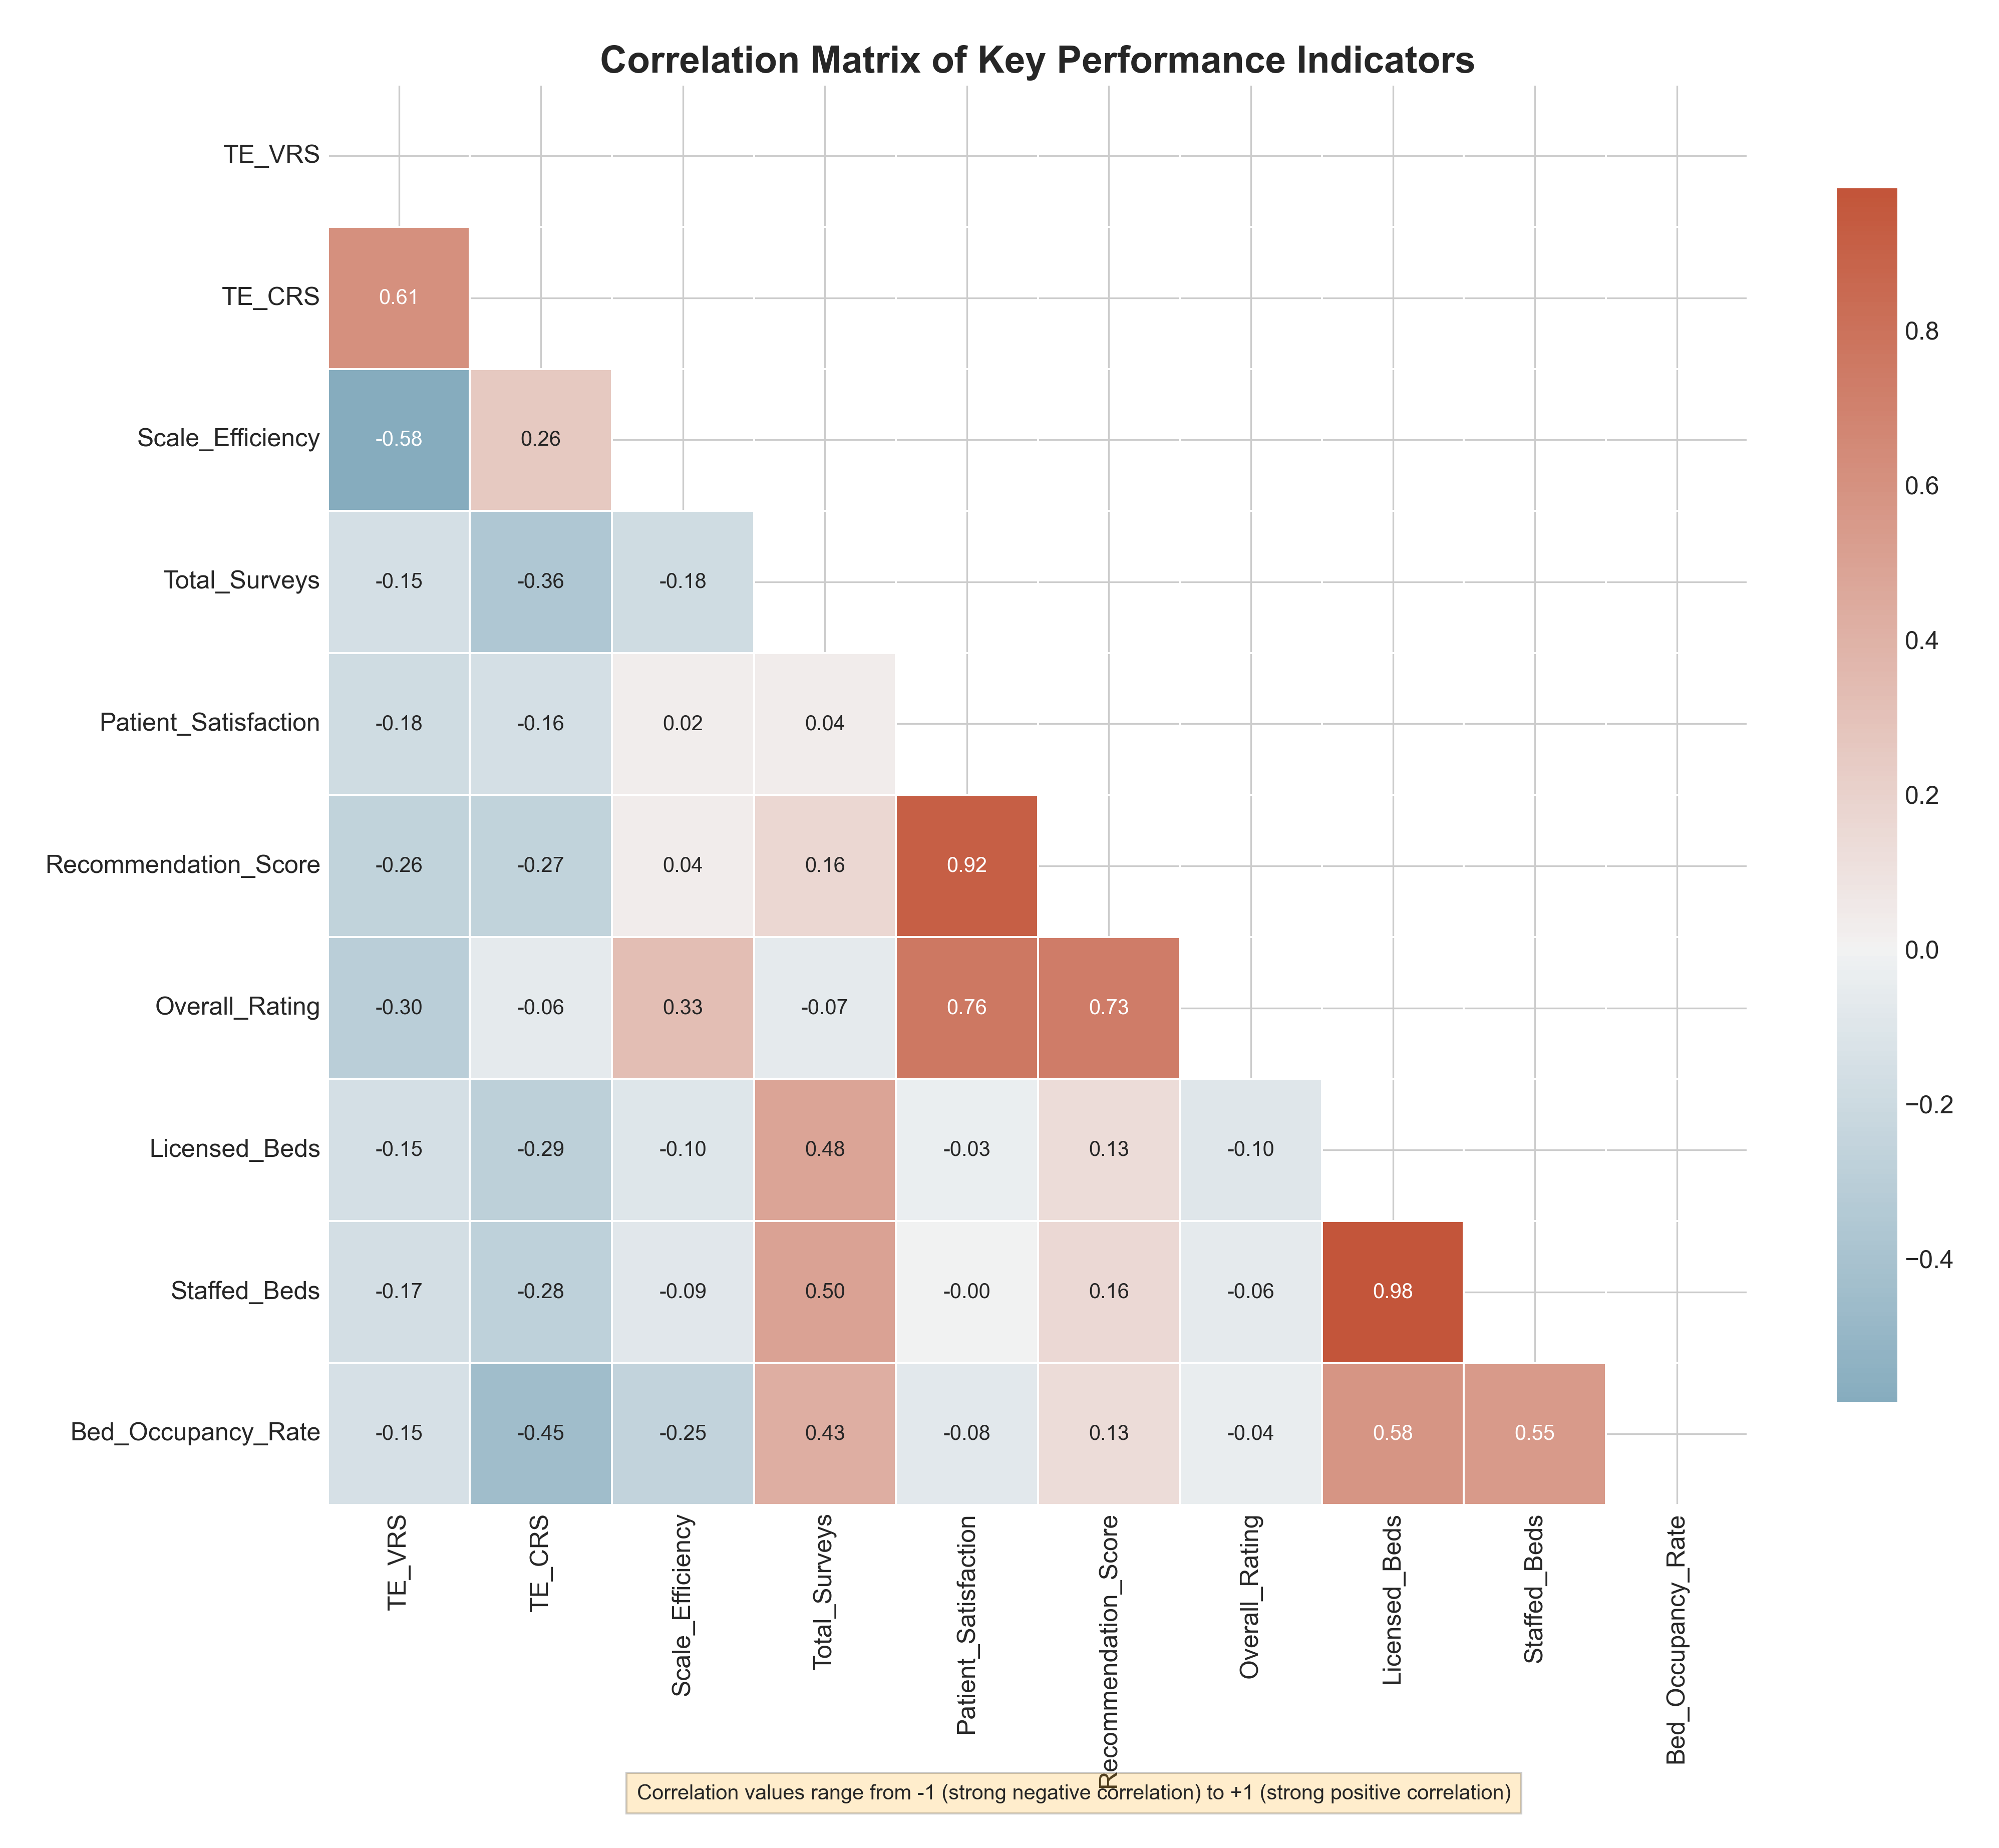 Correlation Matrix of Key Performance Indicators
TE_VRS
TE_CRS 0.61
Scale_Efficiency -0.58 0.26
Total_Surveys -0.15 -0.36 -0.18
Patient_Satisfaction -0.18 -0.16 0.02 0.04
Recommendation_Score -0.26 -0.27 0.04 0.16 0.92
Overall_Rating -0.30 -0.06 0.33 -0.07 0.76 0.73
Licensed_Beds -0.15 -0.29 -0.10 0.48 -0.03 0.13 -0.10
Staffed_Beds -0.17 -0.28 -0.09 0.50 -0.00 0.16 -0.06 0.98
Bed_Occupancy_Rate -0.15 -0.45 -0.25 0.43 -0.08 0.13 -0.04 0.58 0.55
TE_VRS
TE_CRS
Scale_Efficiency
Total_Surveys
Patient_Satisfaction
Recommendation_Score
Overall_Rating
Licensed_Beds
Staffed_Beds
Bed_Occupancy_Rate
0.8
0.6
0.4
0.2
0.0
−0.2
−0.4
Correlation values range from -1 (strong negative correlation) to +1 (strong positive correlation)